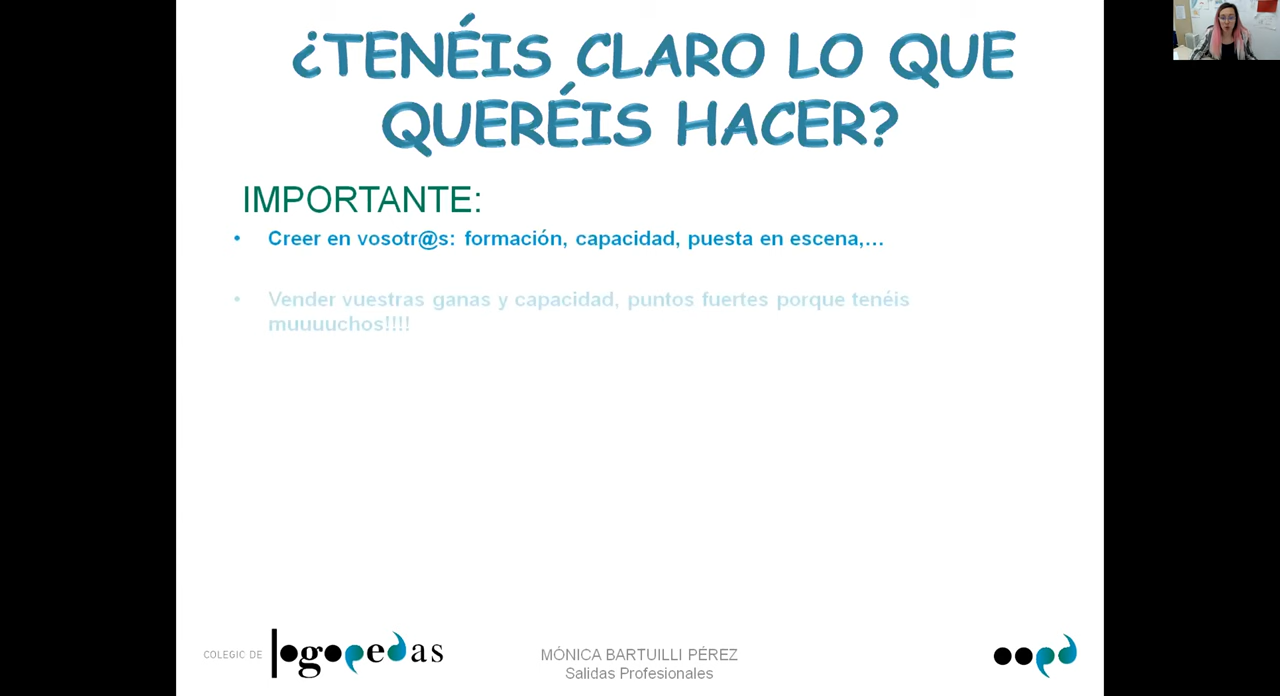 ¿TENÉIS CLARO LO QUE
QUERÉIS HACER?
IMPORTANTE:
• Creer en vosotr@s: formación, capacidad, puesta en escena,...
• Vender vuestras ganas y capacidad, puntos fuertes porque tenéis
muuuuchos!!!!
COLEGIC DE logopedas
MÓNICA BARTUILLI PÉREZ
Salidas Profesionales